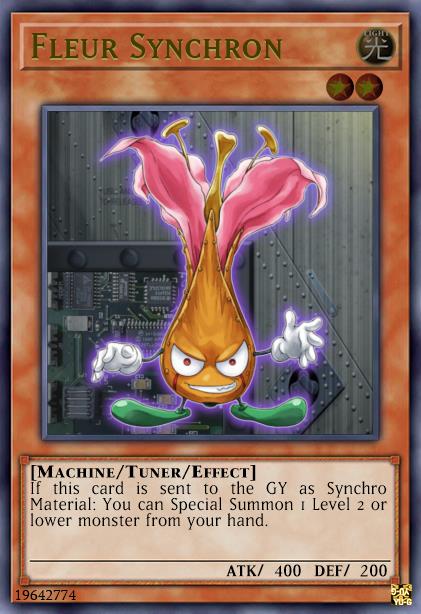 FLEUR SYNCHRON
LIGHT
光
[MACHINE/TUNER/EFFECT]
If this card is sent to the GY as Synchro
Material: You can Special Summon 1 Level 2 or
lower monster from your hand.
ATK/ 400 DEF/ 200
19642774